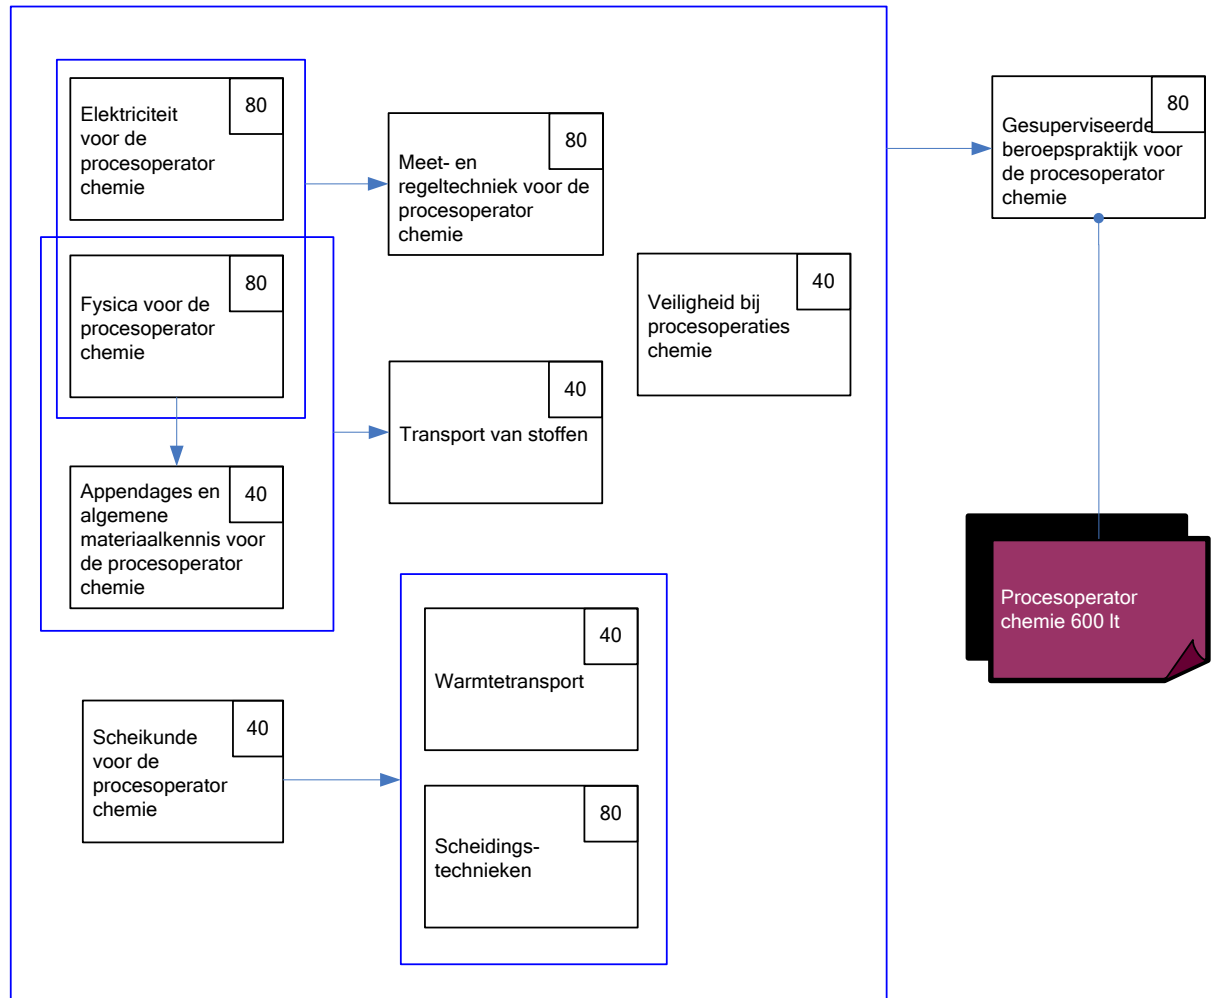 80
Elektriciteit
voor de
procesoperator
chemie
80
Meet- en
regeltechniek voor de
procesoperator
chemie
80
Gesuperviseerde
beroepspraktijk voor
de procesoperator
chemie
80
Fysica voor de
procesoperator
chemie
40
Veiligheid bij
procesoperaties
chemie
40
Transport van stoffen
40
Appendages en
algemene
materiaalkennis voor
de procesoperator
chemie
Procesoperator
chemie 600 lt
40
Warmtetransport
40
Scheikunde
voor de
procesoperator
chemie
80
Scheidings-
technieken